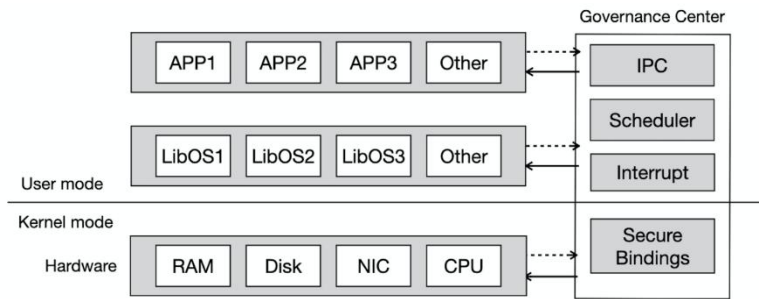 Governance Center
APP1 APP2 APP3 Other
IPC
Scheduler
LibOS1 LibOS2 LibOS3 Other
Interrupt
User mode
Kernel mode
Secure
Bindings
Hardware
RAM Disk NIC CPU